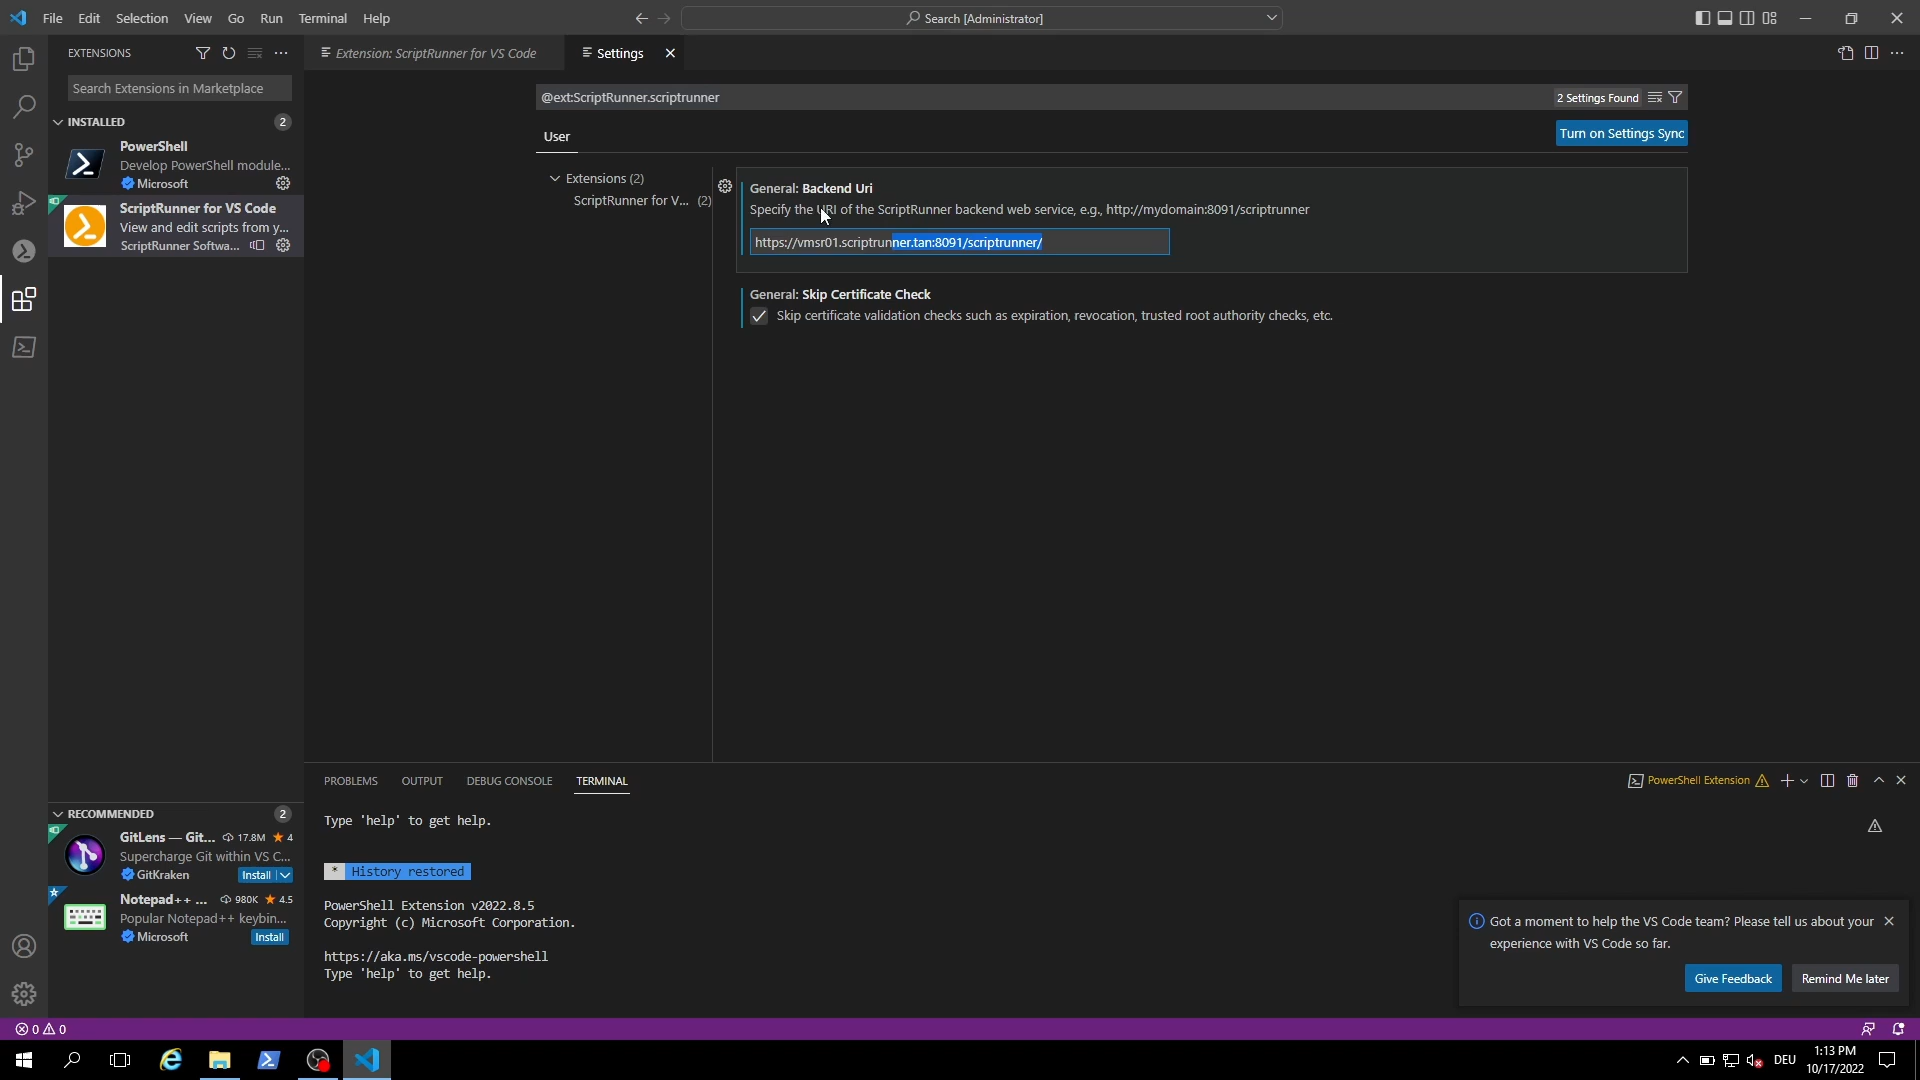 File Edit Selection View Go Run Terminal Help
Search [Administrator]
EXTENSIONS
Search Extensions in Marketplace
INSTALLED 2
PowerShell
Develop PowerShell module...
Microsoft
ScriptRunner for VS Code
View and edit scripts from y...
ScriptRunner Softwa...
Extension: ScriptRunner for VS Code
Settings
@ext:ScriptRunner.scriptrunner
2 Settings Found
User
Turn on Settings Sync
Extensions (2)
ScriptRunner for V... (2)
General: Backend Uri
Specify the URI of the ScriptRunner backend web service, e.g., http://mydomain:8091/scriptrunner
https://vmsr01.scriptrunner.tan:8091/scriptrunner/
General: Skip Certificate Check
Skip certificate validation checks such as expiration, revocation, trusted root authority checks, etc.
RECOMMENDED 2
GitLens — Git... 17.8M 4
Supercharge Git within VS C...
GitKraken Install
Notepad++ ... 980K 4.5
Popular Notepad++ keybin...
Microsoft Install
PROBLEMS OUTPUT DEBUG CONSOLE TERMINAL
PowerShell Extension
Type 'help' to get help.
* History restored
PowerShell Extension v2022.8.5
Copyright (c) Microsoft Corporation.
https://aka.ms/vscode-powershell
Type 'help' to get help.
Got a moment to help the VS Code team? Please tell us about your
experience with VS Code so far.
Give Feedback Remind Me later
0 0
DEU
1:13 PM
10/17/2022